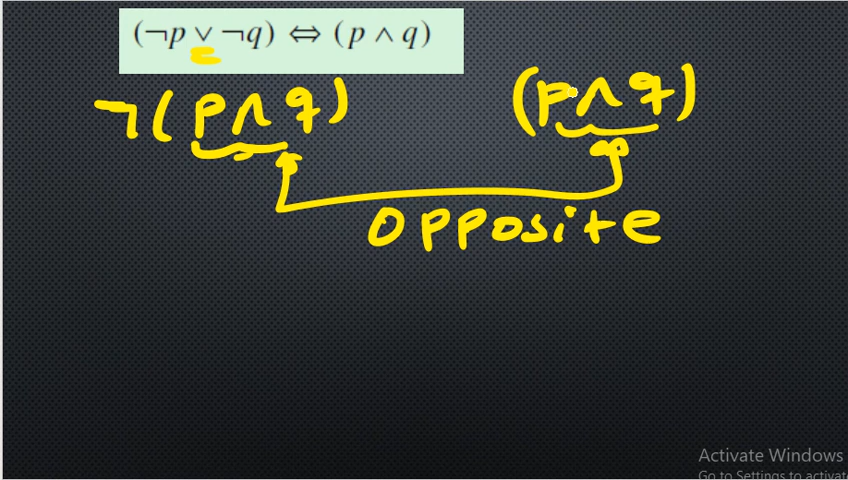 (¬p ∨ ¬q) ⇔ (p ∧ q)
¬(p∧q) (p∧q)
opposite
Activate Windows
Go to Settings to activat